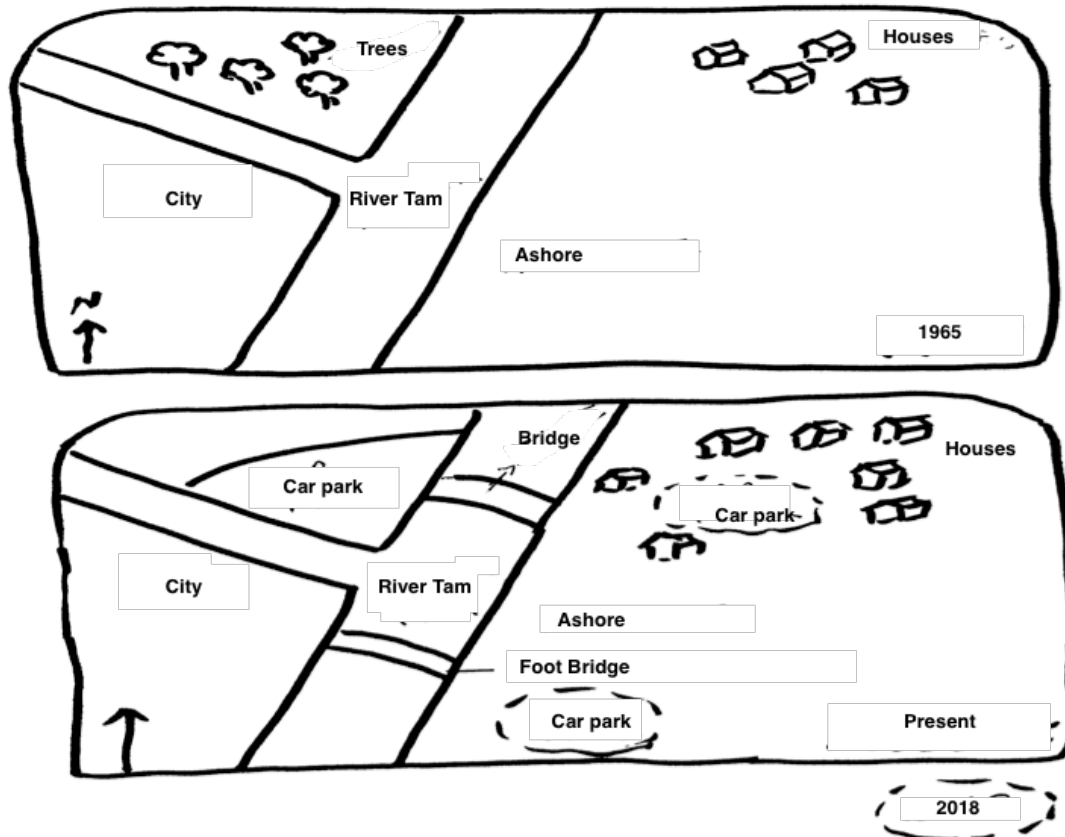 Trees
Houses
City
River Tam
Ashore
N
1965
Bridge
Houses
Car park
Car park
City
River Tam
Ashore
Foot Bridge
Car park
Present
2018